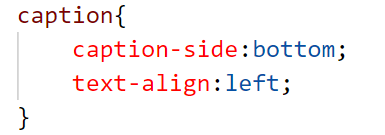 caption{
    caption-side:bottom;
    text-align:left;
}